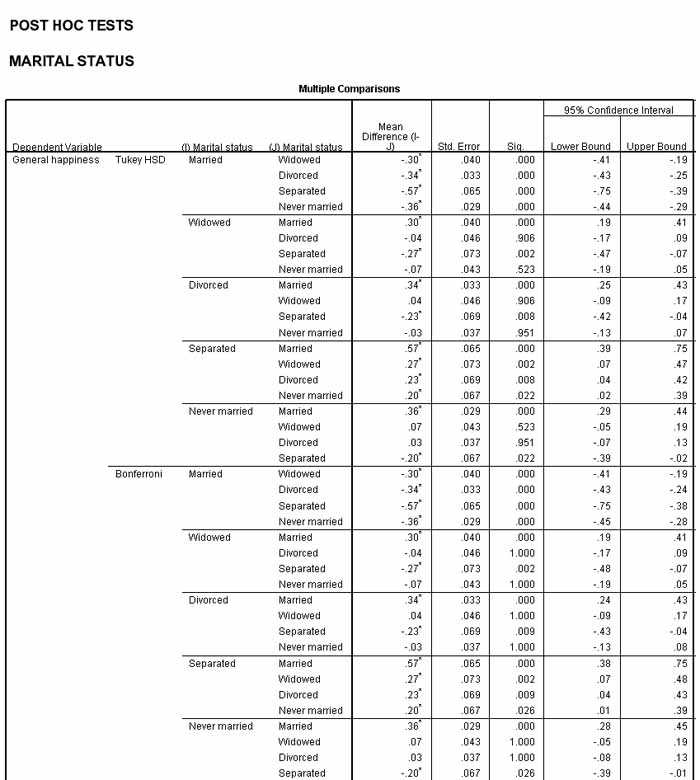 POST HOC TESTS
MARITAL STATUS
Multiple Comparisons
95% Confidence Interval
Mean
Difference (I-
Dependent Variable (I) Marital status (J) Marital status J) Std. Error Sig. Lower Bound Upper Bound
General happiness Tukey HSD Married Widowed -.30* .040 .000 -.41 -.19
Divorced -.34* .033 .000 -.43 -.25
Separated -.57* .065 .000 -.75 -.39
Never married -.36* .029 .000 -.44 -.29
Widowed Married .30* .040 .000 .19 .41
Divorced -.04 .046 .906 -.17 .09
Separated -.27* .073 .002 -.47 -.07
Never married -.07 .043 .523 -.19 .05
Divorced Married .34* .033 .000 .25 .43
Widowed .04 .046 .906 -.09 .17
Separated -.23* .069 .008 -.42 -.04
Never married -.03 .037 .951 -.13 .07
Separated Married .57* .065 .000 .39 .75
Widowed .27* .073 .002 .07 .47
Divorced .23* .069 .008 .04 .42
Never married .20* .067 .022 .02 .39
Never married Married .36* .029 .000 .29 .44
Widowed .07 .043 .523 -.05 .19
Divorced .03 .037 .951 -.07 .13
Separated -.20* .067 .022 -.39 -.02
Bonferroni Married Widowed -.30* .040 .000 -.41 -.19
Divorced -.34* .033 .000 -.43 -.24
Separated -.57* .065 .000 -.75 -.38
Never married -.36* .029 .000 -.45 -.28
Widowed Married .30* .040 .000 .19 .41
Divorced -.04 .046 1.000 -.17 .09
Separated -.27* .073 .002 -.48 -.07
Never married -.07 .043 1.000 -.19 .05
Divorced Married .34* .033 .000 .24 .43
Widowed .04 .046 1.000 -.09 .17
Separated -.23* .069 .009 -.43 -.04
Never married -.03 .037 1.000 -.13 .08
Separated Married .57* .065 .000 .38 .75
Widowed .27* .073 .002 .07 .48
Divorced .23* .069 .009 .04 .43
Never married .20* .067 .026 .01 .39
Never married Married .36* .029 .000 .28 .45
Widowed .07 .043 1.000 -.05 .19
Divorced .03 .037 1.000 -.08 .13
Separated -.20* .067 .026 -.39 -.01